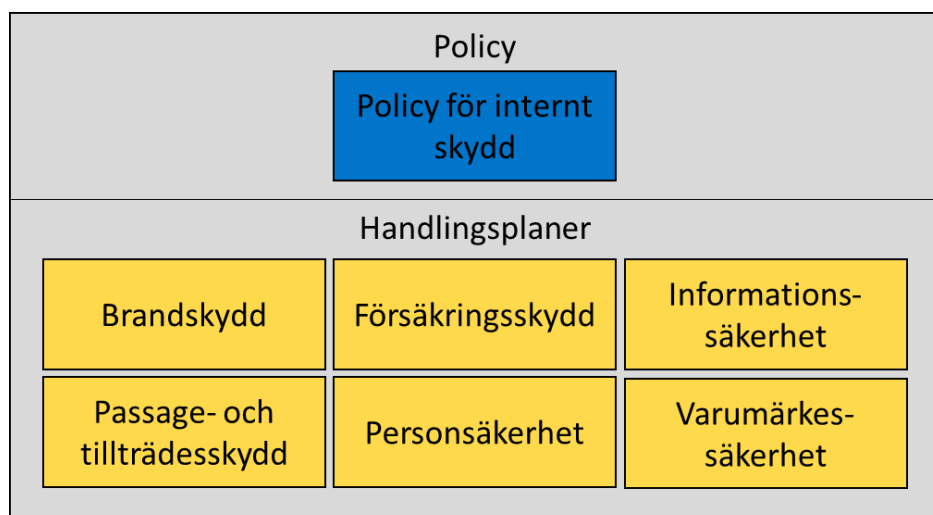 Policy
Policy för internt
skydd
Handlingsplaner
Brandskydd
Försäkringsskydd
Informations-
säkerhet
Passage- och
tillträdesskydd
Personsäkerhet
Varumärkes-
säkerhet